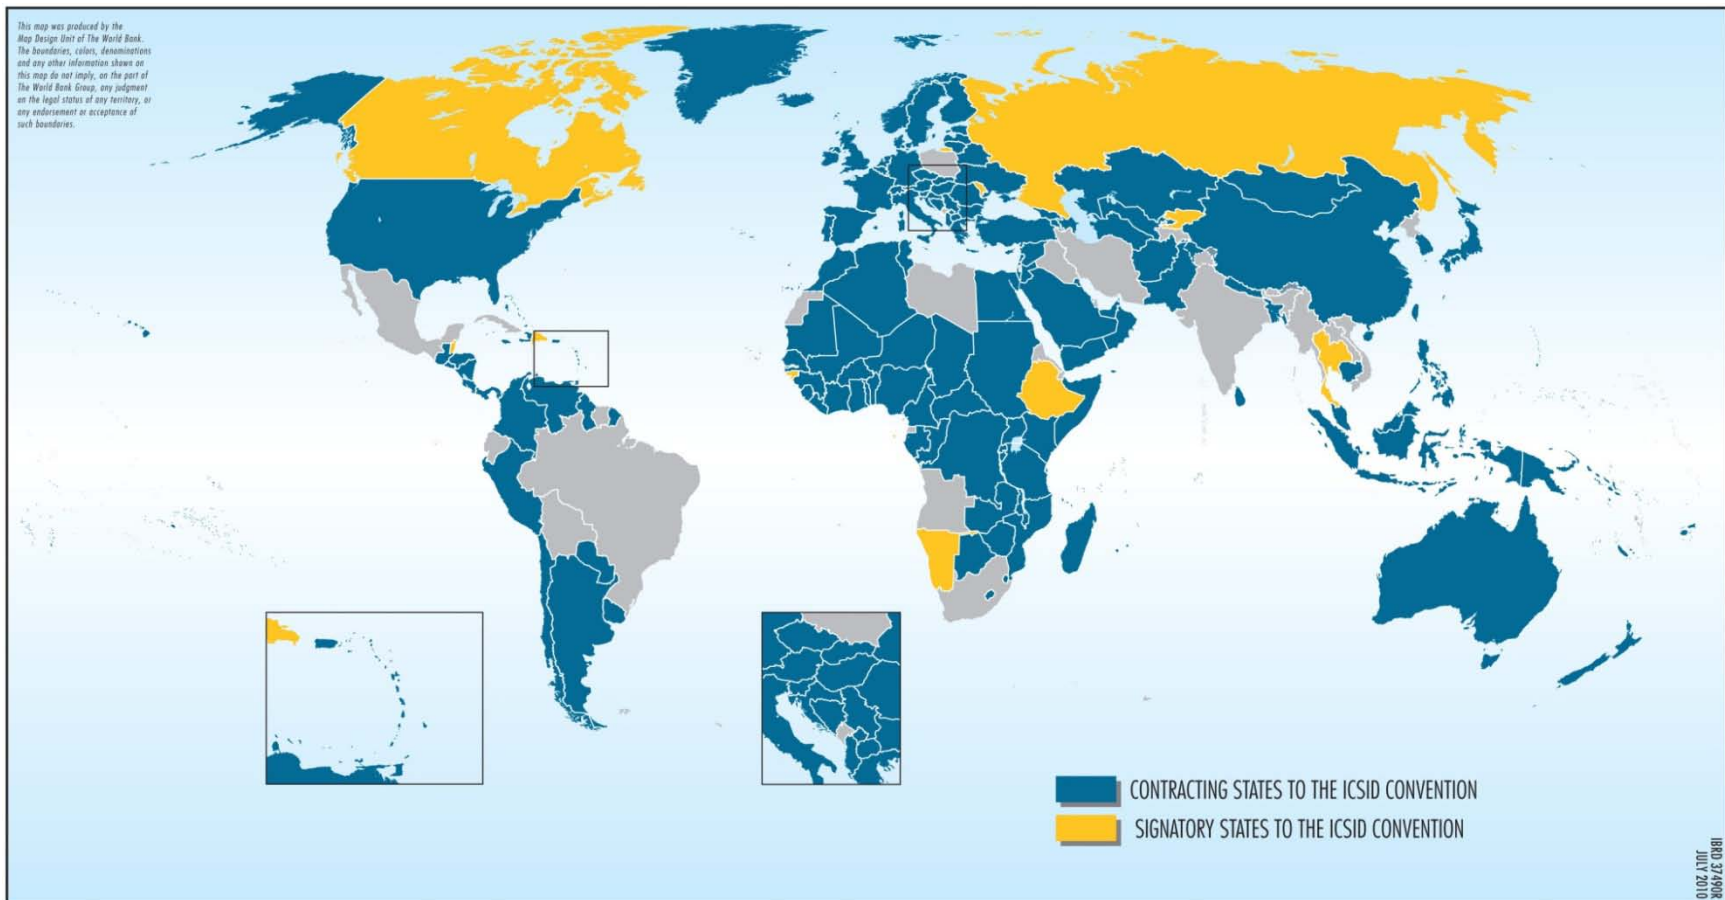 This map was produced by the
Map Design Unit of The World Bank.
The boundaries, colors, denominations
and any other information shown on
this map do not imply, on the part of
The World Bank Group, any judgment
on the legal status of any territory, or
any endorsement or acceptance of
such boundaries.
CONTRACTING STATES TO THE ICSID CONVENTION
SIGNATORY STATES TO THE ICSID CONVENTION
IBRD 37490R
JULY 2010